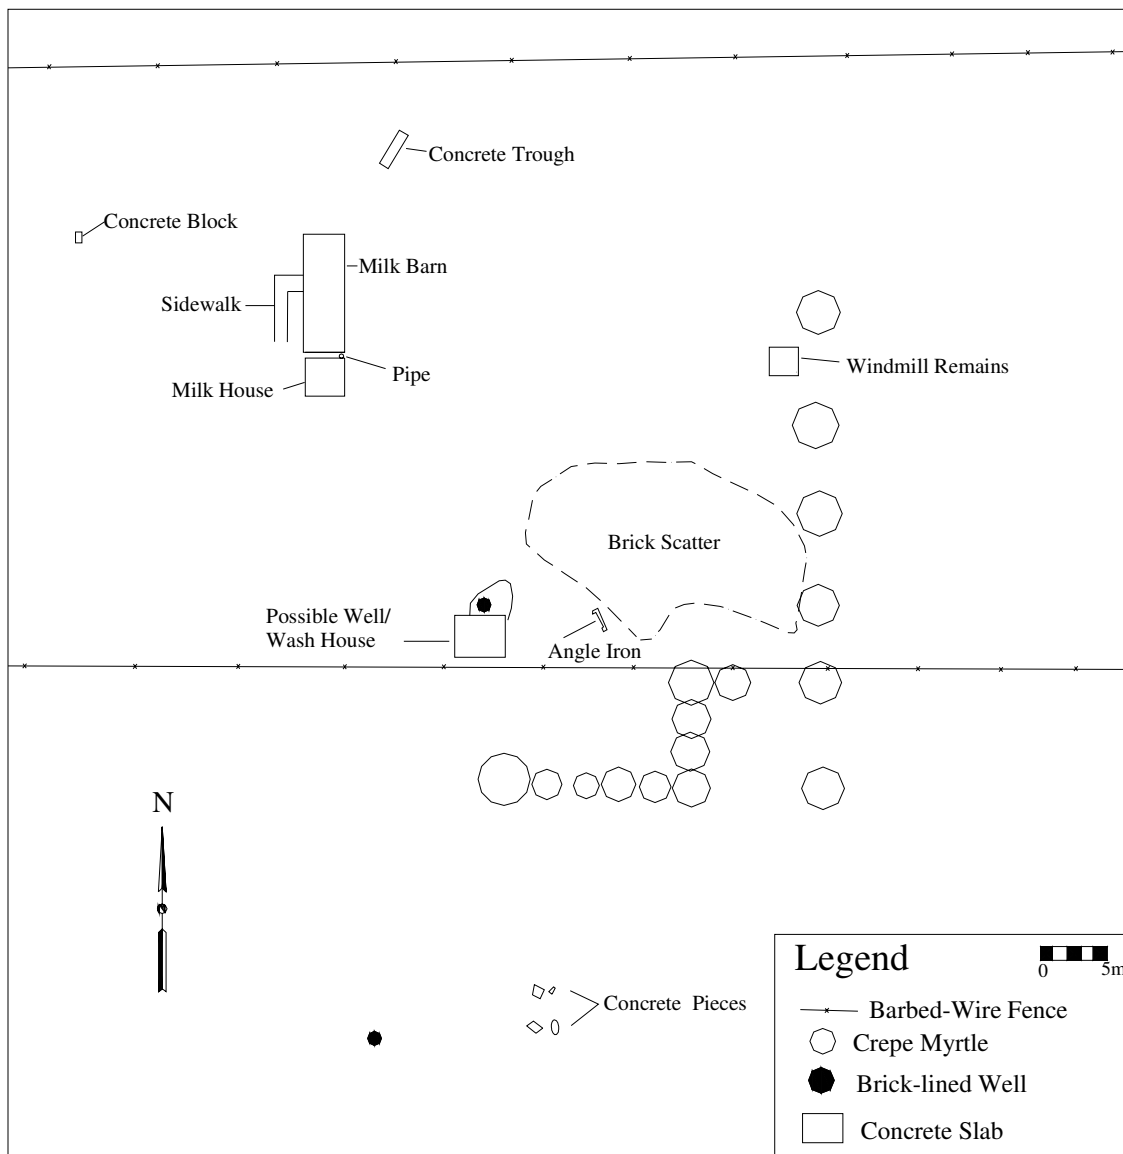 Concrete Trough
Concrete Block
Milk Barn
Sidewalk
Pipe
Milk House
Windmill Remains
Brick Scatter
Possible Well/
Wash House
Angle Iron
N
Concrete Pieces
Legend
0 5m
Barbed-Wire Fence
Crepe Myrtle
Brick-lined Well
Concrete Slab